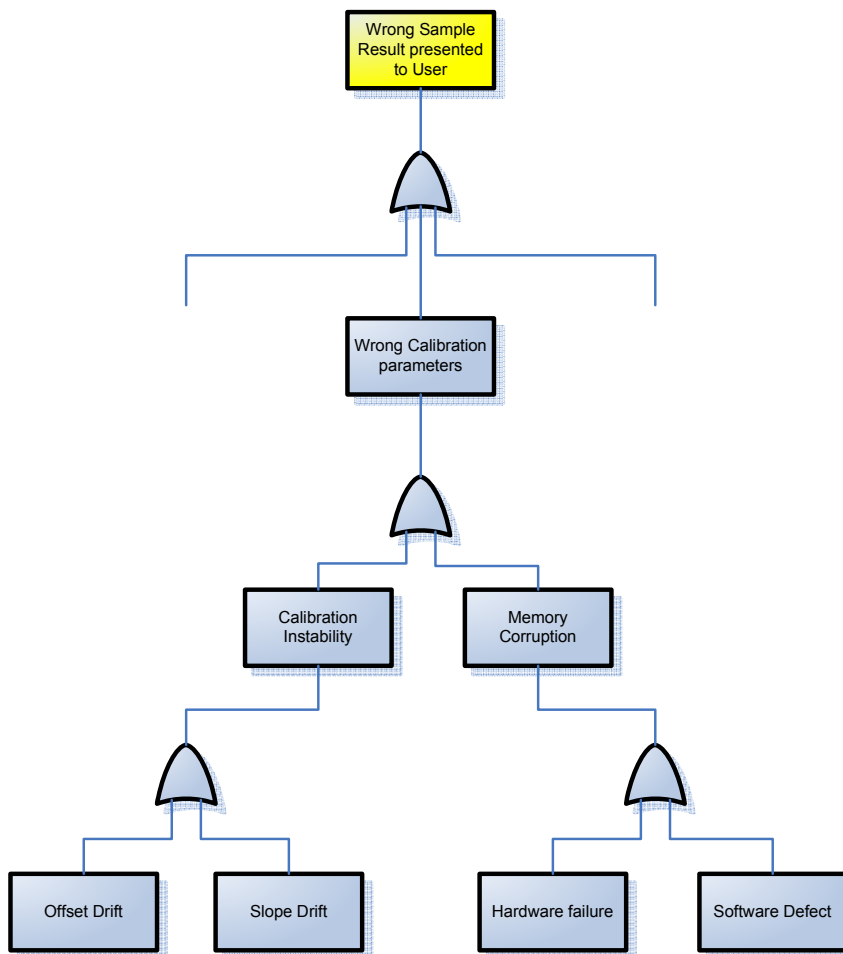 Wrong Sample
Result presented
to User
Wrong Calibration
parameters
Calibration
Instability
Memory
Corruption
Offset Drift
Slope Drift
Hardware failure
Software Defect